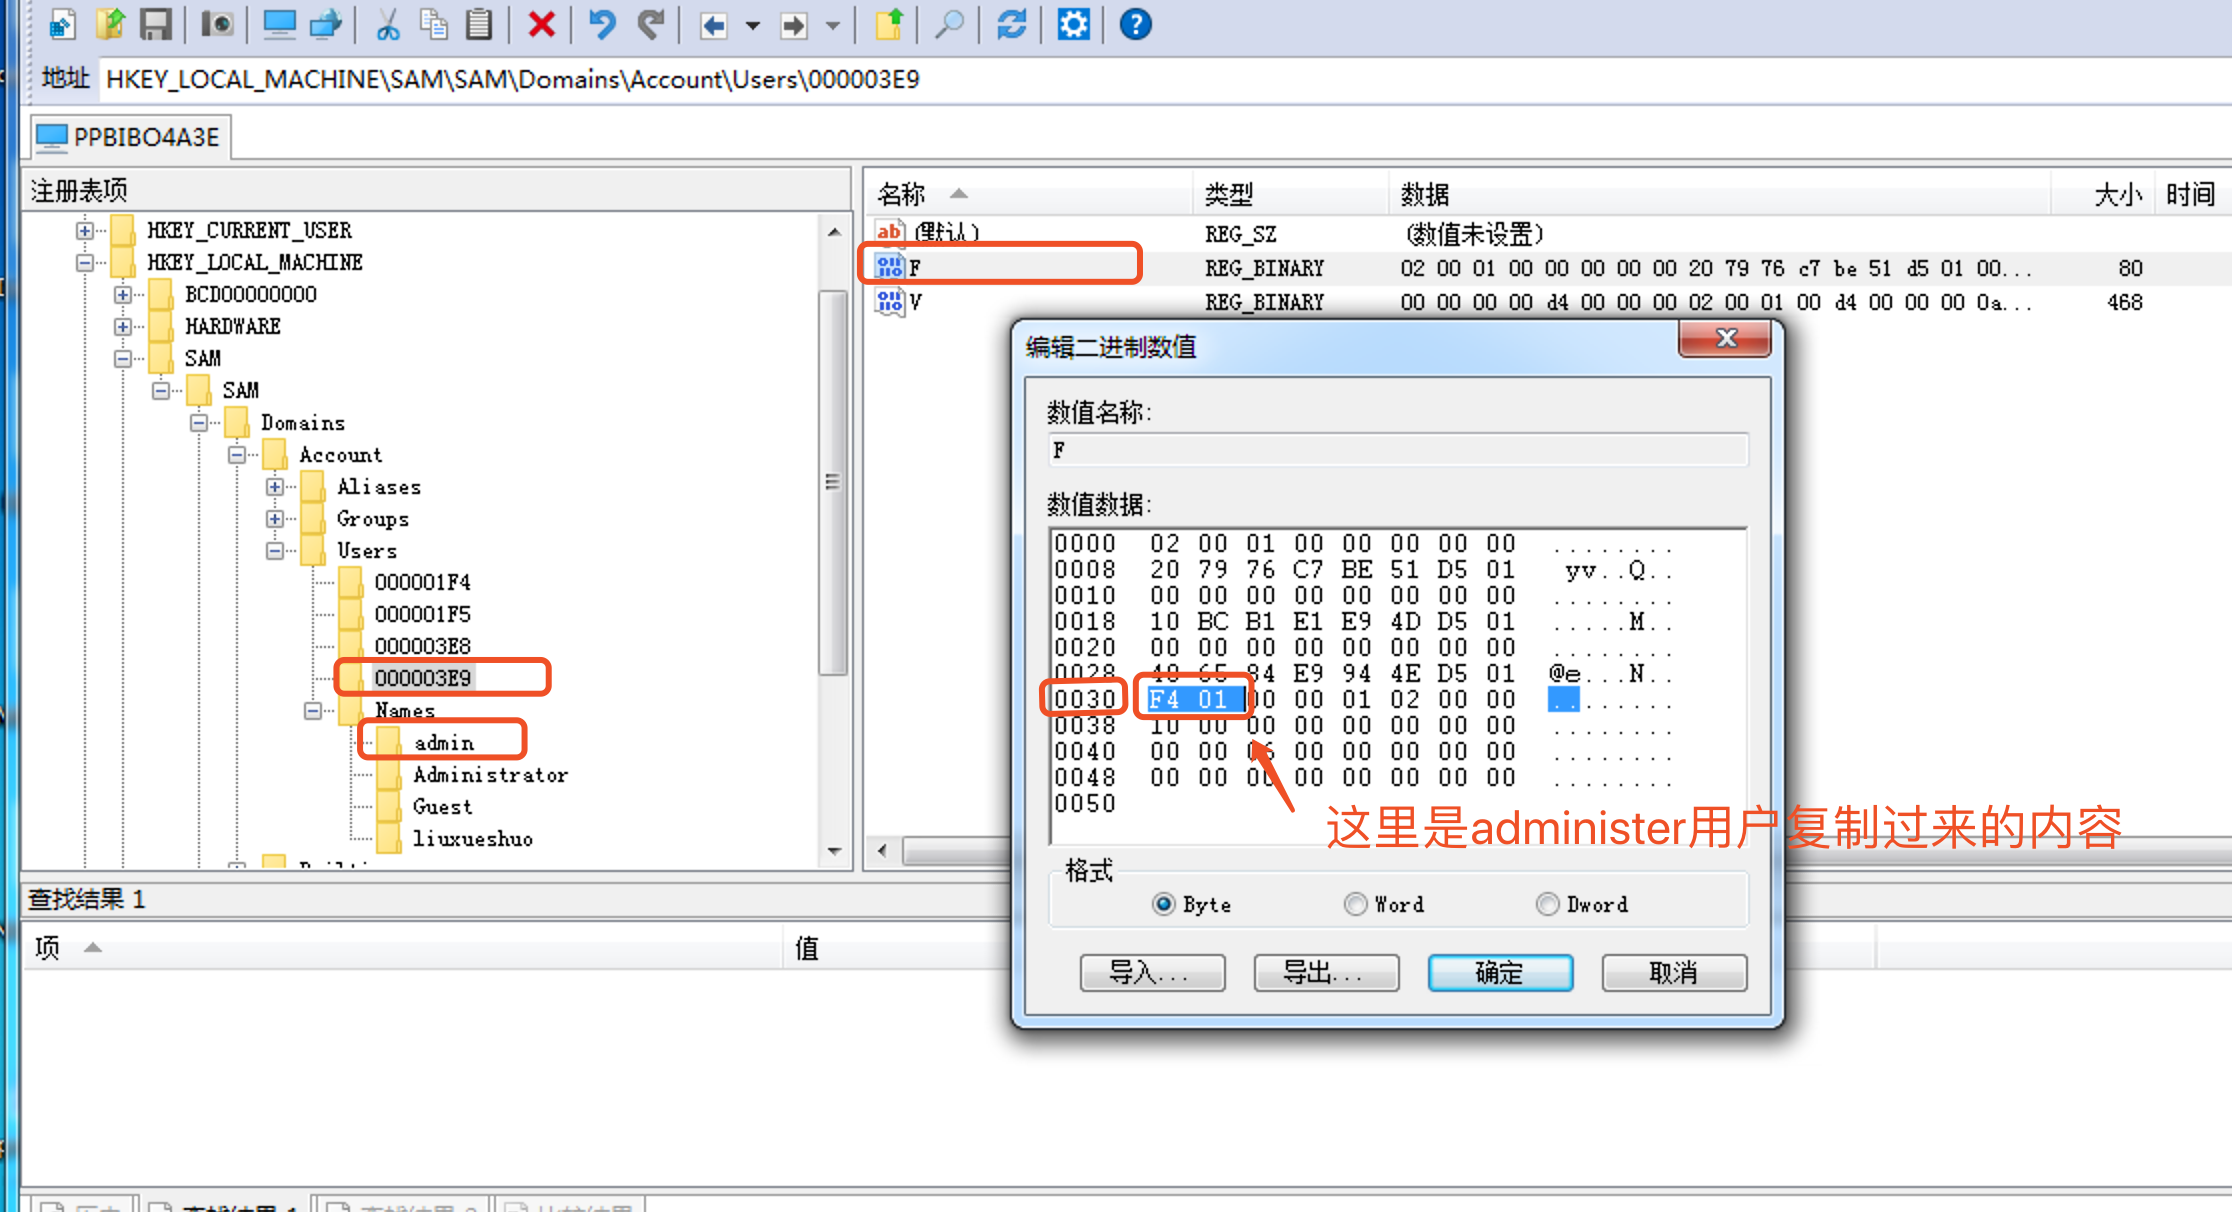 地址 HKEY_LOCAL_MACHINE\SAM\SAM\Domains\Account\Users\000003E9
PPBIBO4A3E
注册表项
HKEY_CURRENT_USER
HKEY_LOCAL_MACHINE
BCD00000000
HARDWARE
SAM
SAM
Domains
Account
Aliases
Groups
Users
000001F4
000001F5
000003E8
000003E9
Names
admin
Administrator
Guest
liuxueshuo
名称 类型 数据 大小 时间
(默认) REG_SZ (数值未设置)
F REG_BINARY 02 00 01 00 00 00 00 00 20 79 76 c7 be 51 d5 01 00... 80
V REG_BINARY 00 00 00 00 d4 00 00 00 02 00 01 00 d4 00 00 00 0a... 468
编辑二进制数值
数值名称:
F
数值数据:
0000 02 00 01 00 00 00 00 00 ........
0008 20 79 76 C7 BE 51 D5 01 yv..Q..
0010 00 00 00 00 00 00 00 00 ........
0018 10 BC B1 E1 E9 4D D5 01 .....M..
0020 00 00 00 00 00 00 00 00 ........
0028 40 65 84 E9 94 4E D5 01 @e...N..
0030 F4 01 00 00 01 02 00 00 ........
0038 10 00 00 00 00 00 00 00 ........
0040 00 00 06 00 00 00 00 00 ........
0048 00 00 00 00 00 00 00 00 ........
0050
这里是administer用户复制过来的内容
格式
Byte Word Dword
导入... 导出... 确定 取消
查找结果 1
项 值